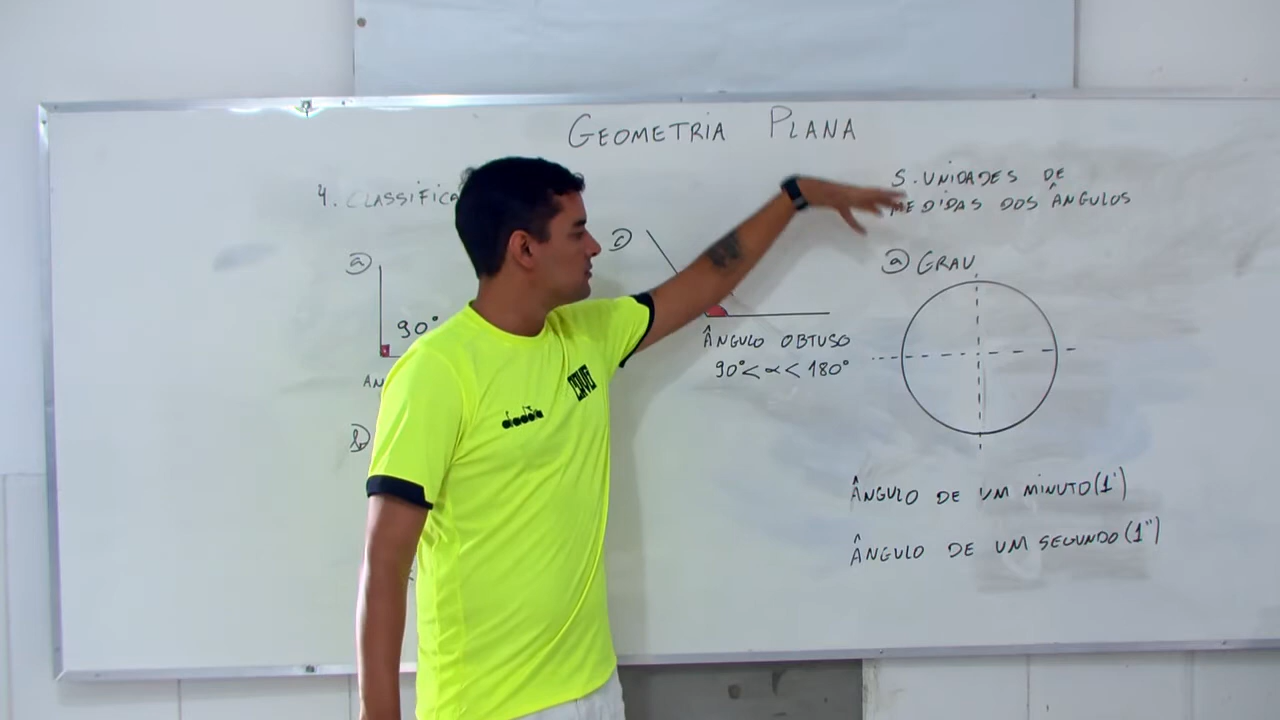 GEOMETRIA PLANA
4. CLASSIFICA
a
90°
AN
b
c
ÂNGULO OBTUSO
90° < α < 180°
5. UNIDADES DE
MEDIDAS DOS ÂNGULOS
a GRAU
ÂNGULO DE UM MINUTO (1')
ÂNGULO DE UM SEGUNDO (1'')
diadora